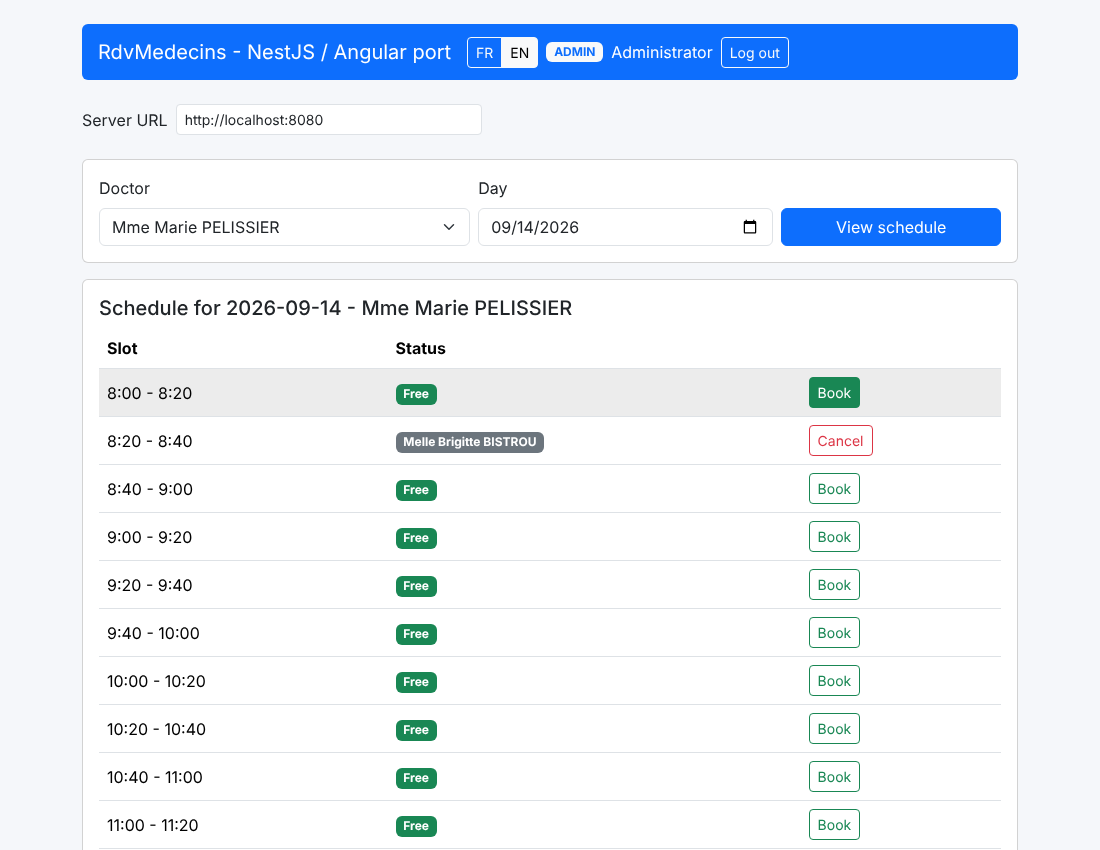 RdvMedecins - NestJS / Angular port FR EN ADMIN Administrator Log out
Server URL http://localhost:8080
Doctor Day
Mme Marie PELISSIER 09/14/2026 View schedule
Schedule for 2026-09-14 - Mme Marie PELISSIER
Slot Status
8:00 - 8:20 Free Book
8:20 - 8:40 Melle Brigitte BISTROU Cancel
8:40 - 9:00 Free Book
9:00 - 9:20 Free Book
9:20 - 9:40 Free Book
9:40 - 10:00 Free Book
10:00 - 10:20 Free Book
10:20 - 10:40 Free Book
10:40 - 11:00 Free Book
11:00 - 11:20 Free Book